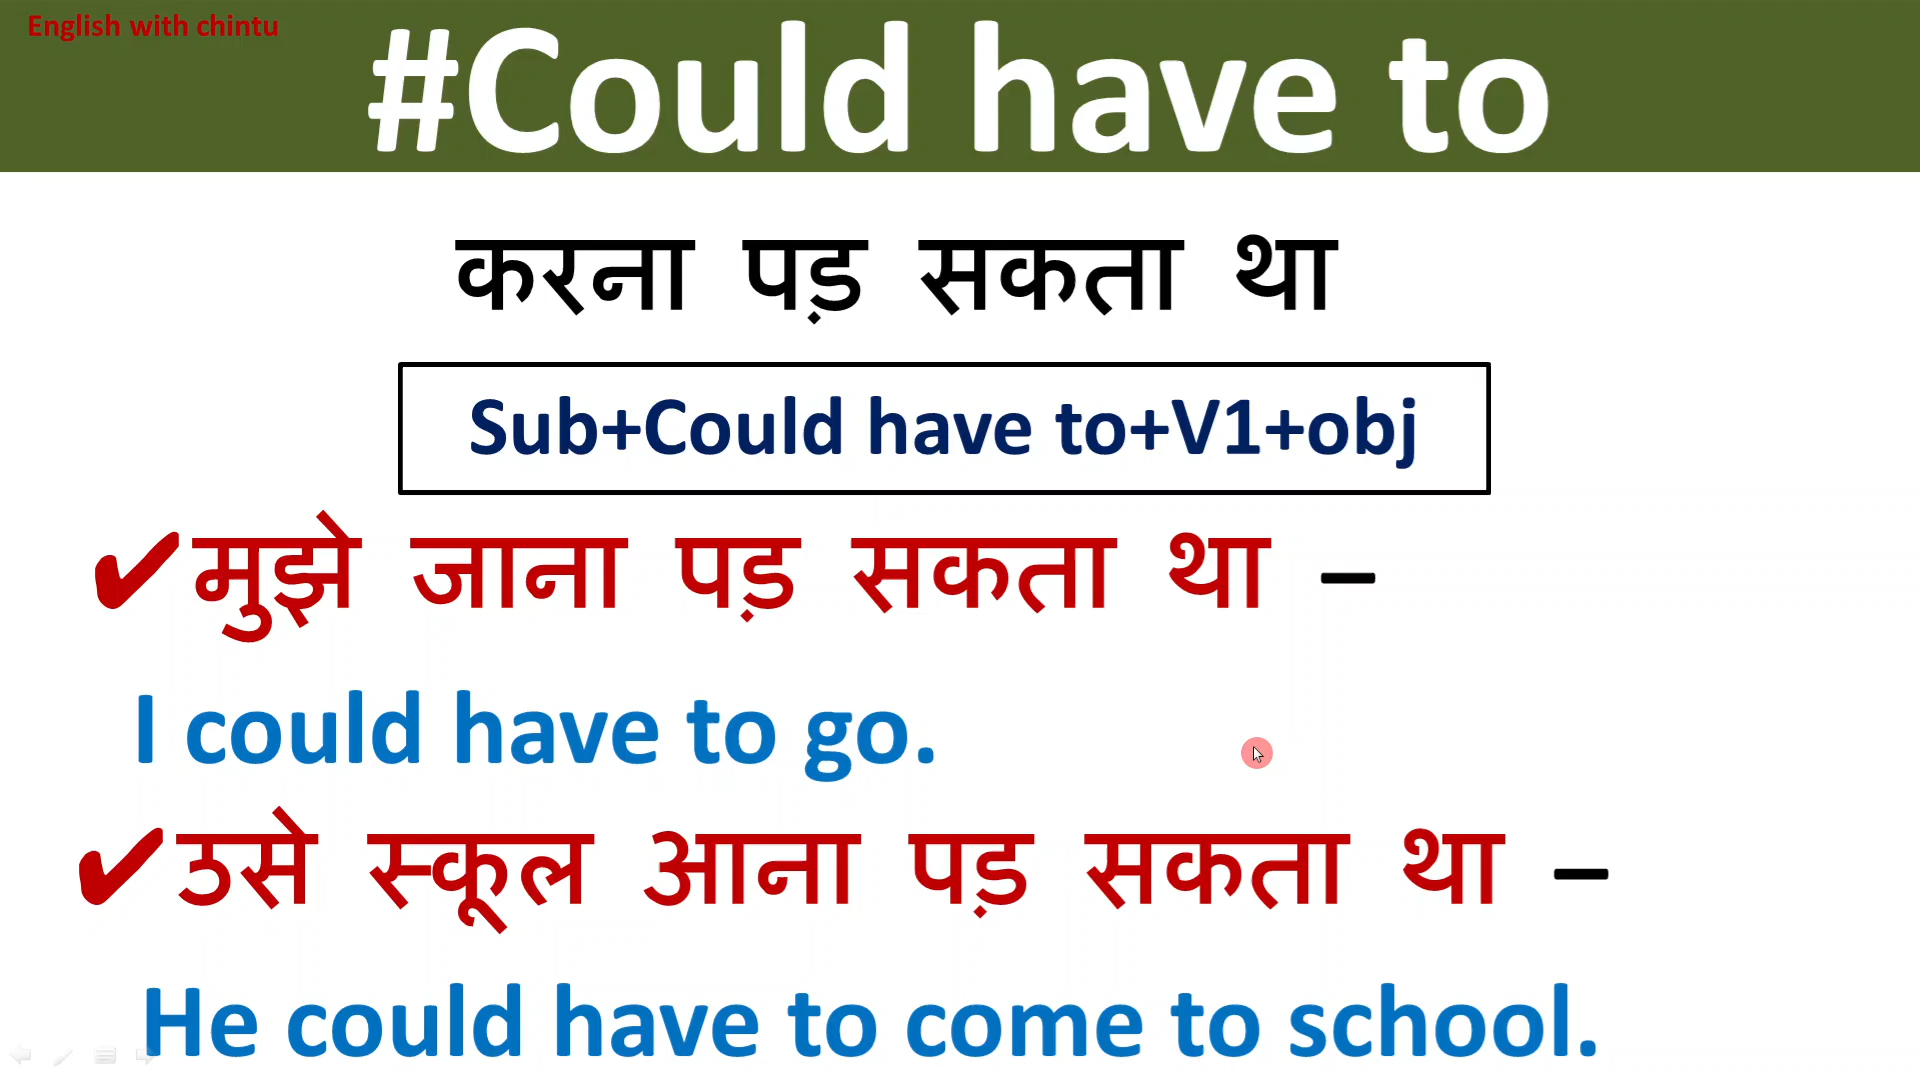 English with chintu
#Could have to
करना पड़ सकता था
Sub+Could have to+V1+obj
✔मुझे जाना पड़ सकता था –
I could have to go.
✔उसे स्कूल आना पड़ सकता था –
He could have to come to school.